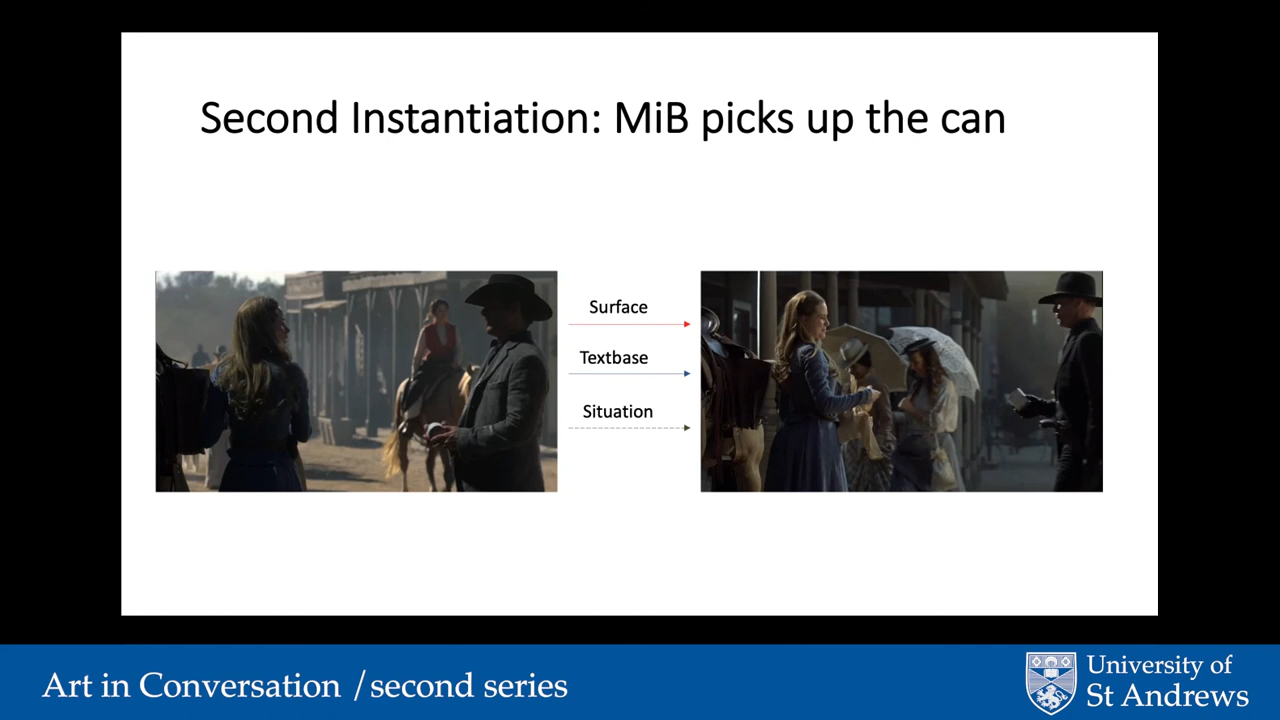 Second Instantiation: MiB picks up the can
Surface
Textbase
Situation
Art in Conversation / second series
University of
St Andrews